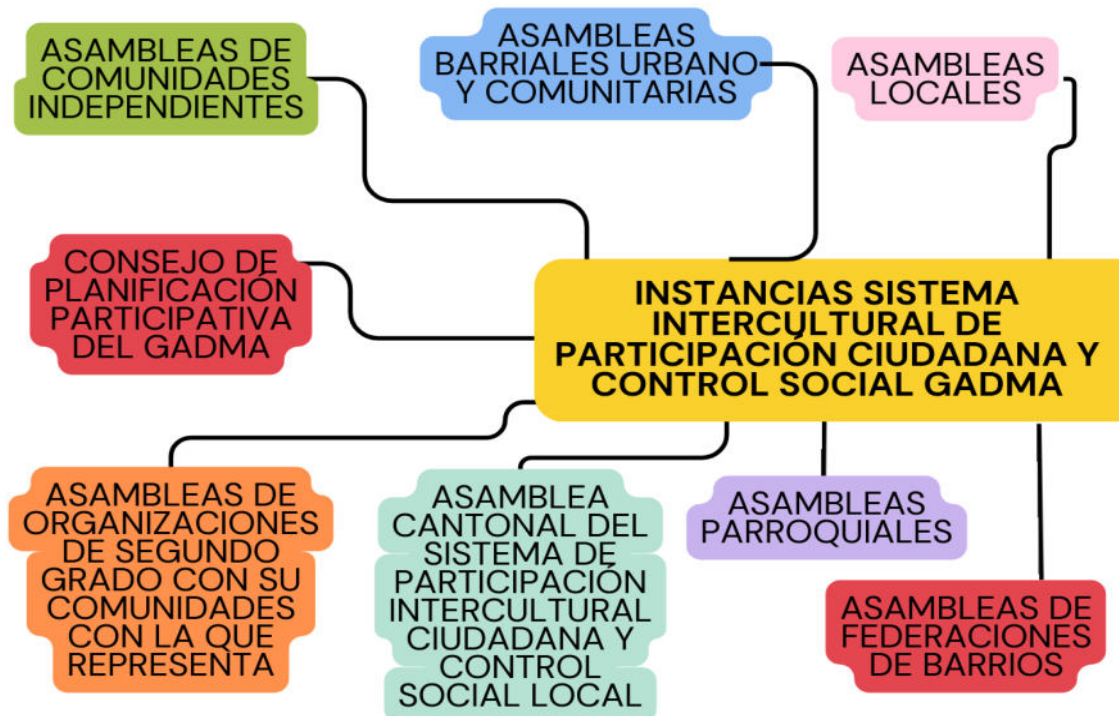 ASAMBLEAS DE
COMUNIDADES
INDEPENDIENTES
ASAMBLEAS
BARRIALES URBANO
Y COMUNITARIAS
ASAMBLEAS
LOCALES
CONSEJO DE
PLANIFICACIÓN
PARTICIPATIVA
DEL GADMA
INSTANCIAS SISTEMA
INTERCULTURAL DE
PARTICIPACIÓN CIUDADANA Y
CONTROL SOCIAL GADMA
ASAMBLEAS DE
ORGANIZACIONES
DE SEGUNDO
GRADO CON SU
COMUNIDADES
CON LA QUE
REPRESENTA
ASAMBLEA
CANTONAL DEL
SISTEMA DE
PARTICIPACIÓN
INTERCULTURAL
CIUDADANA Y
CONTROL
SOCIAL LOCAL
ASAMBLEAS
PARROQUIALES
ASAMBLEAS DE
FEDERACIONES
DE BARRIOS